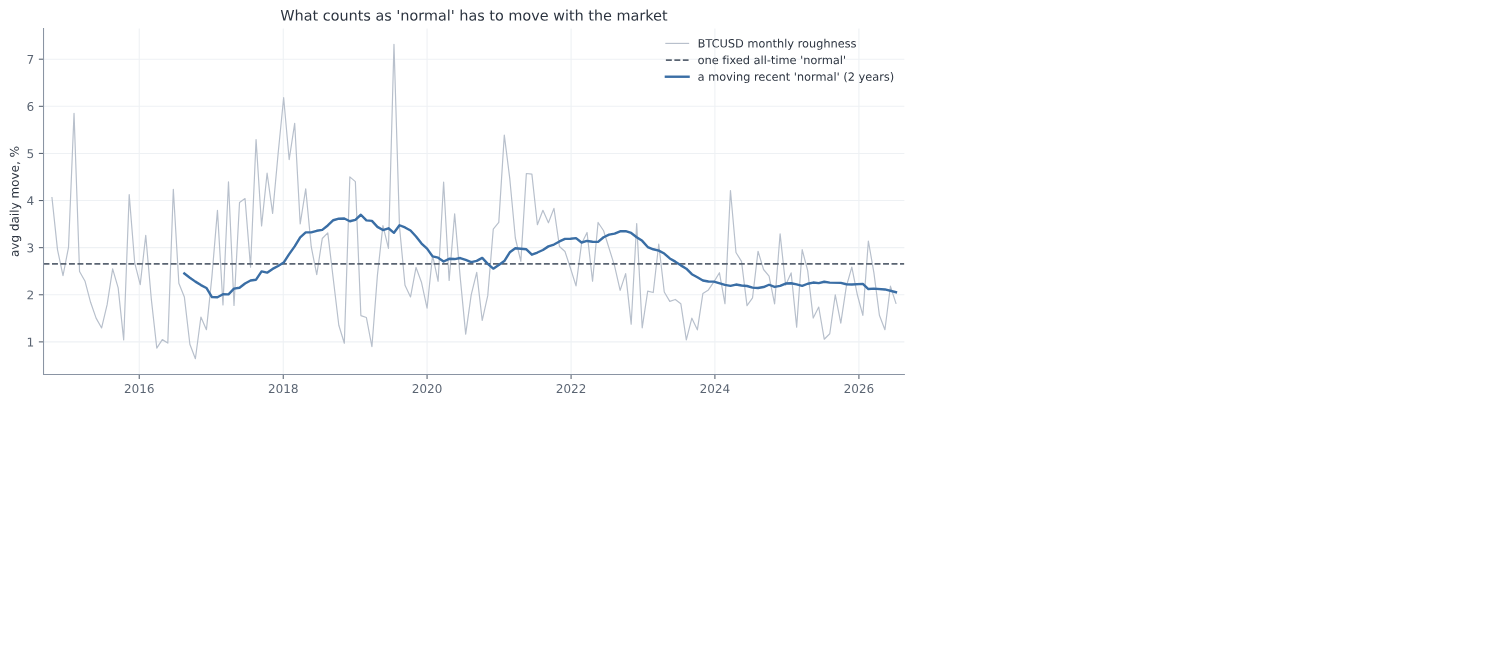 What counts as 'normal' has to move with the market
BTCUSD monthly roughness
one fixed all-time 'normal'
a moving recent 'normal' (2 years)
avg daily move, %
7
6
5
4
3
2
1
2016 2018 2020 2022 2024 2026